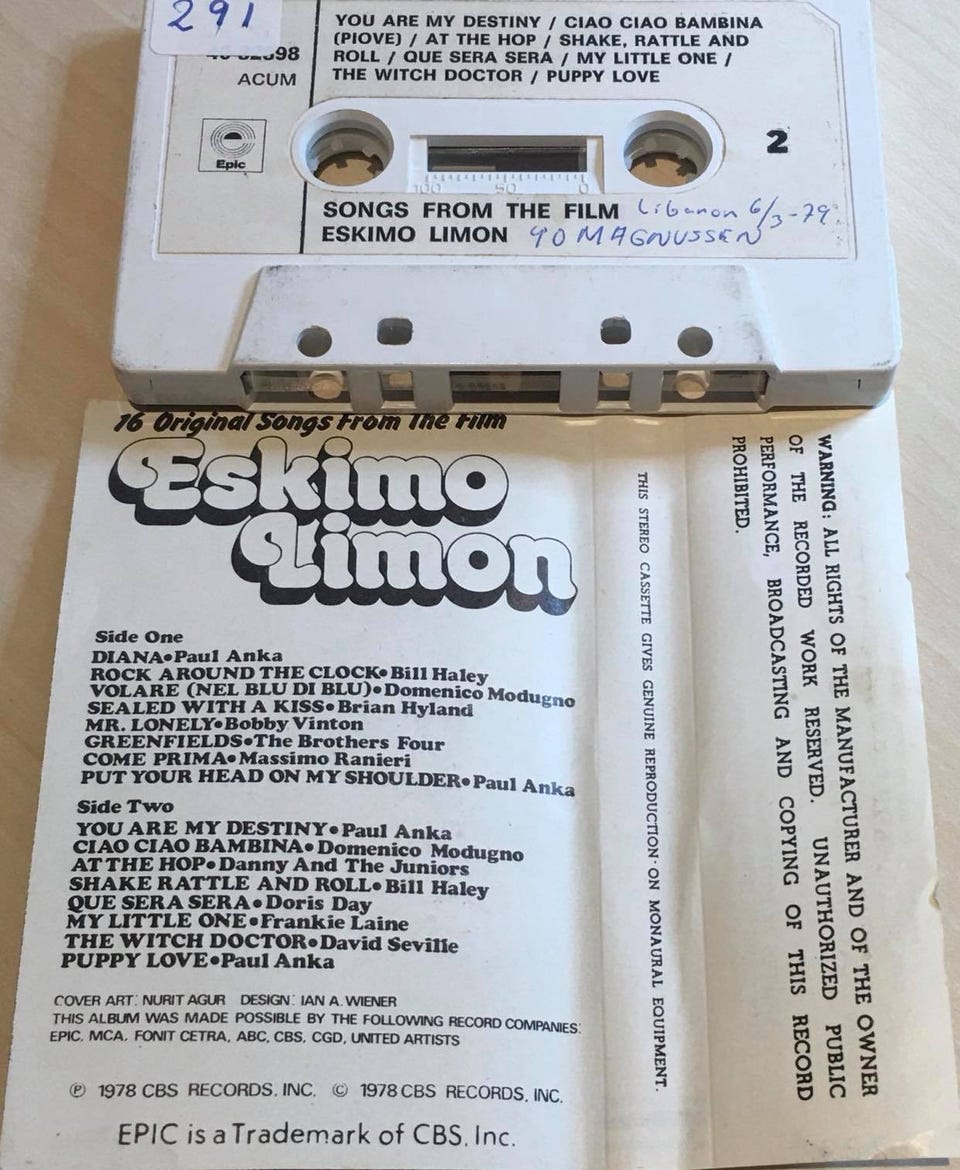 291
ACUM
YOU ARE MY DESTINY / CIAO CIAO BAMBINA
(PIOVE) / AT THE HOP / SHAKE, RATTLE AND
ROLL / QUE SERA SERA / MY LITTLE ONE /
THE WITCH DOCTOR / PUPPY LOVE
Epic
2
100 50 0
SONGS FROM THE FILM Libanon 6/3-79
ESKIMO LIMON MAGNUSSEN
16 Original Songs From The Film
Eskimo
Limon
Side One
DIANA•Paul Anka
ROCK AROUND THE CLOCK•Bill Haley
VOLARE (NEL BLU DI BLU)•Domenico Modugno
SEALED WITH A KISS•Brian Hyland
MR. LONELY•Bobby Vinton
GREENFIELDS•The Brothers Four
COME PRIMA•Massimo Ranieri
PUT YOUR HEAD ON MY SHOULDER•Paul Anka
Side Two
YOU ARE MY DESTINY•Paul Anka
CIAO CIAO BAMBINA•Domenico Modugno
AT THE HOP•Danny And The Juniors
SHAKE RATTLE AND ROLL•Bill Haley
QUE SERA SERA•Doris Day
MY LITTLE ONE•Frankie Laine
THE WITCH DOCTOR•David Seville
PUPPY LOVE•Paul Anka
COVER ART: NURIT AGUR DESIGN: IAN A. WIENER
THIS ALBUM WAS MADE POSSIBLE BY THE FOLLOWING RECORD COMPANIES:
EPIC, MCA, FONIT CETRA, ABC, CBS, CGD, UNITED ARTISTS
℗ 1978 CBS RECORDS, INC. © 1978 CBS RECORDS, INC.
EPIC is a Trademark of CBS, Inc.
THIS STEREO CASSETTE GIVES GENUINE REPRODUCTION·ON MONAURAL EQUIPMENT.
WARNING: ALL RIGHTS OF THE MANUFACTURER AND OF THE OWNER
OF THE RECORDED WORK RESERVED. UNAUTHORIZED PUBLIC
PERFORMANCE, BROADCASTING AND COPYING OF THIS RECORD
PROHIBITED.